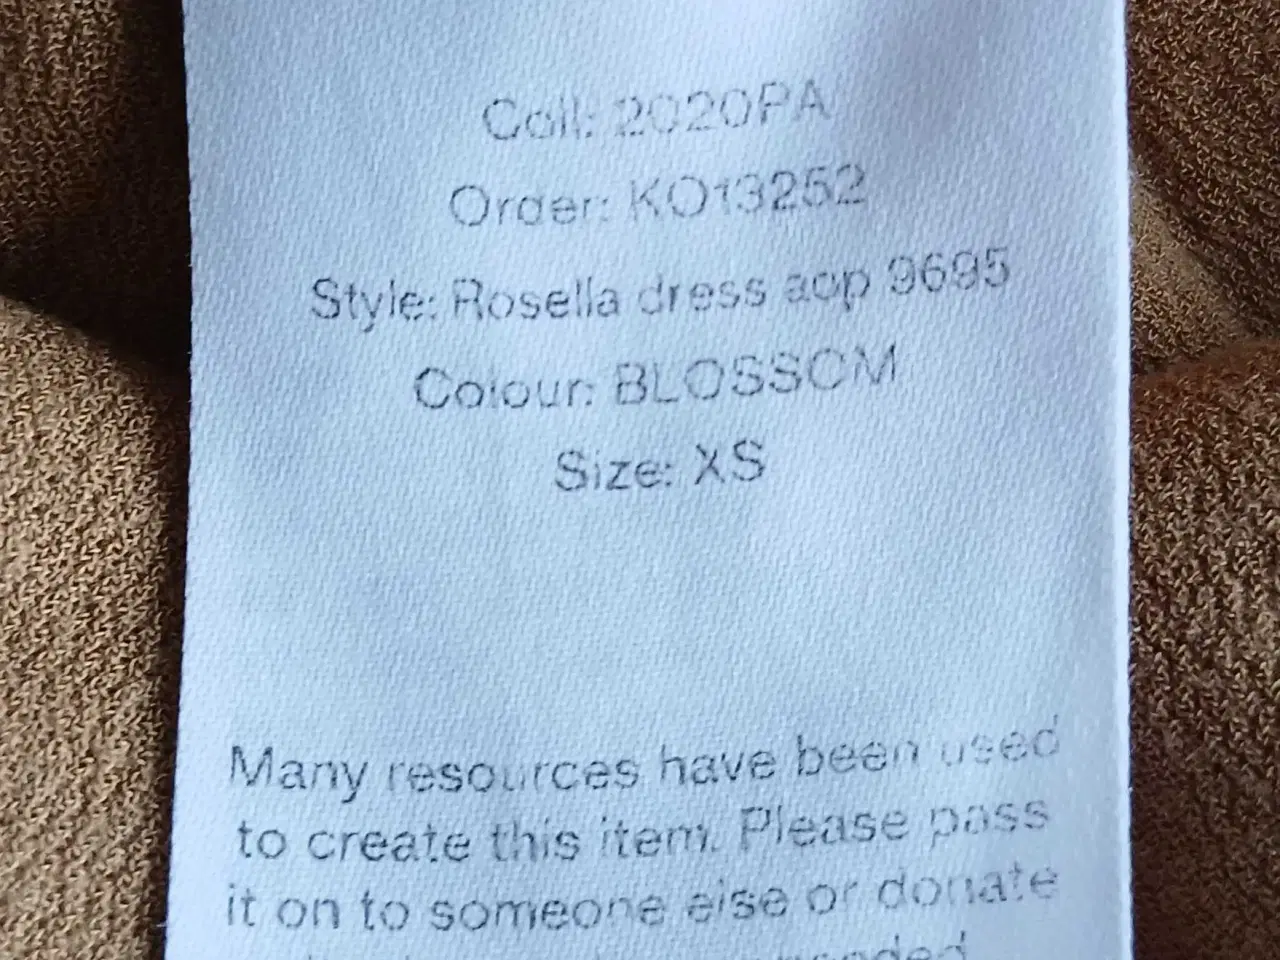 Coll: 2020PA
Order: KO13252
Style: Rosella dress aop 9695
Colour: BLOSSOM
Size: XS
Many resources have been used
to create this item. Please pass
it on to someone else or donate